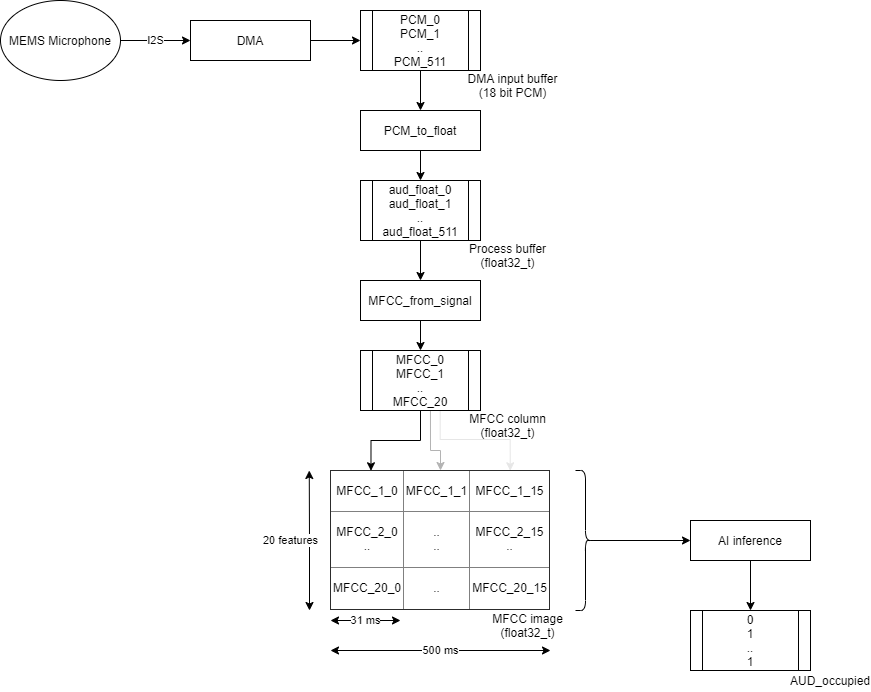 MEMS Microphone
I2S
DMA
PCM_0
PCM_1
..
PCM_511
DMA input buffer
(18 bit PCM)
PCM_to_float
aud_float_0
aud_float_1
..
aud_float_511
Process buffer
(float32_t)
MFCC_from_signal
MFCC_0
MFCC_1
..
MFCC_20
MFCC column
(float32_t)
MFCC_1_0
MFCC_1_1
MFCC_1_15
20 features
MFCC_2_0
..
..
..
MFCC_2_15
..
MFCC_20_0
..
MFCC_20_15
AI inference
31 ms
MFCC image
(float32_t)
500 ms
0
1
..
1
AUD_occupied